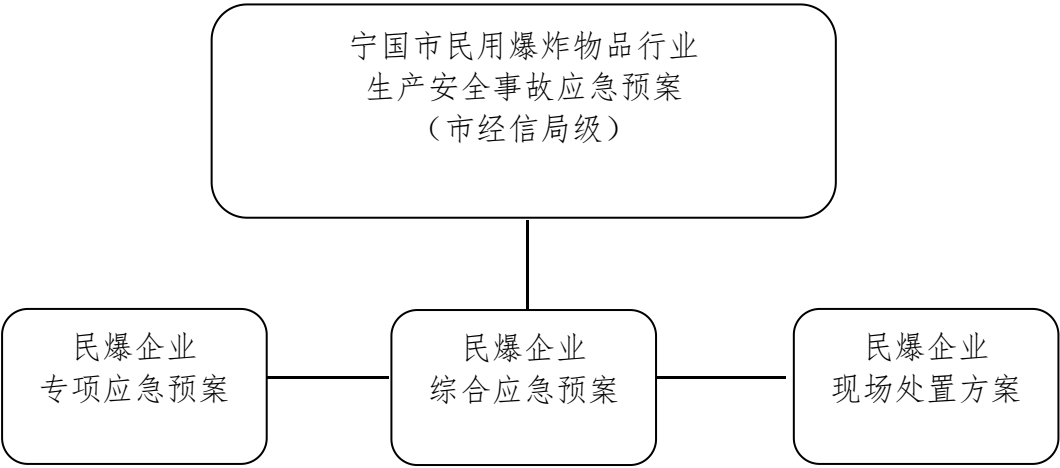 宁国市民用爆炸物品行业
生产安全事故应急预案
（市经信局级）
民爆企业
专项应急预案
民爆企业
综合应急预案
民爆企业
现场处置方案